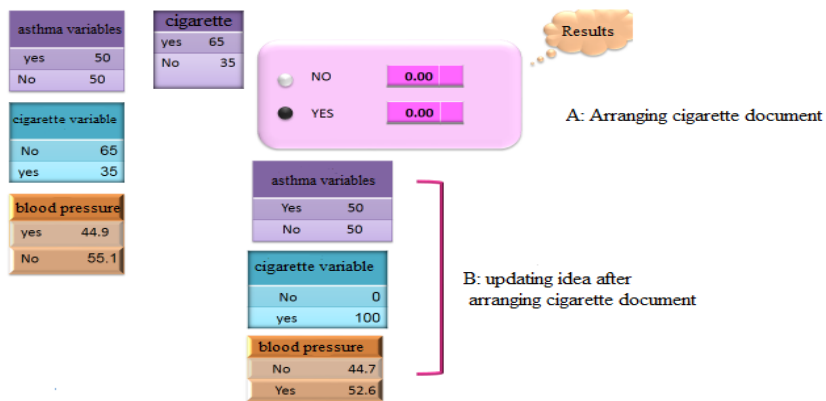 asthma variables
yes 50
No 50
cigarette
yes 65
No 35
Results
NO 0.00
YES 0.00
A: Arranging cigarette document
cigarette variable
No 65
yes 35
blood pressure
yes 44.9
No 55.1
asthma variables
Yes 50
No 50
cigarette variable
No 0
yes 100
blood pressure
No 44.7
Yes 52.6
B: updating idea after
arranging cigarette document